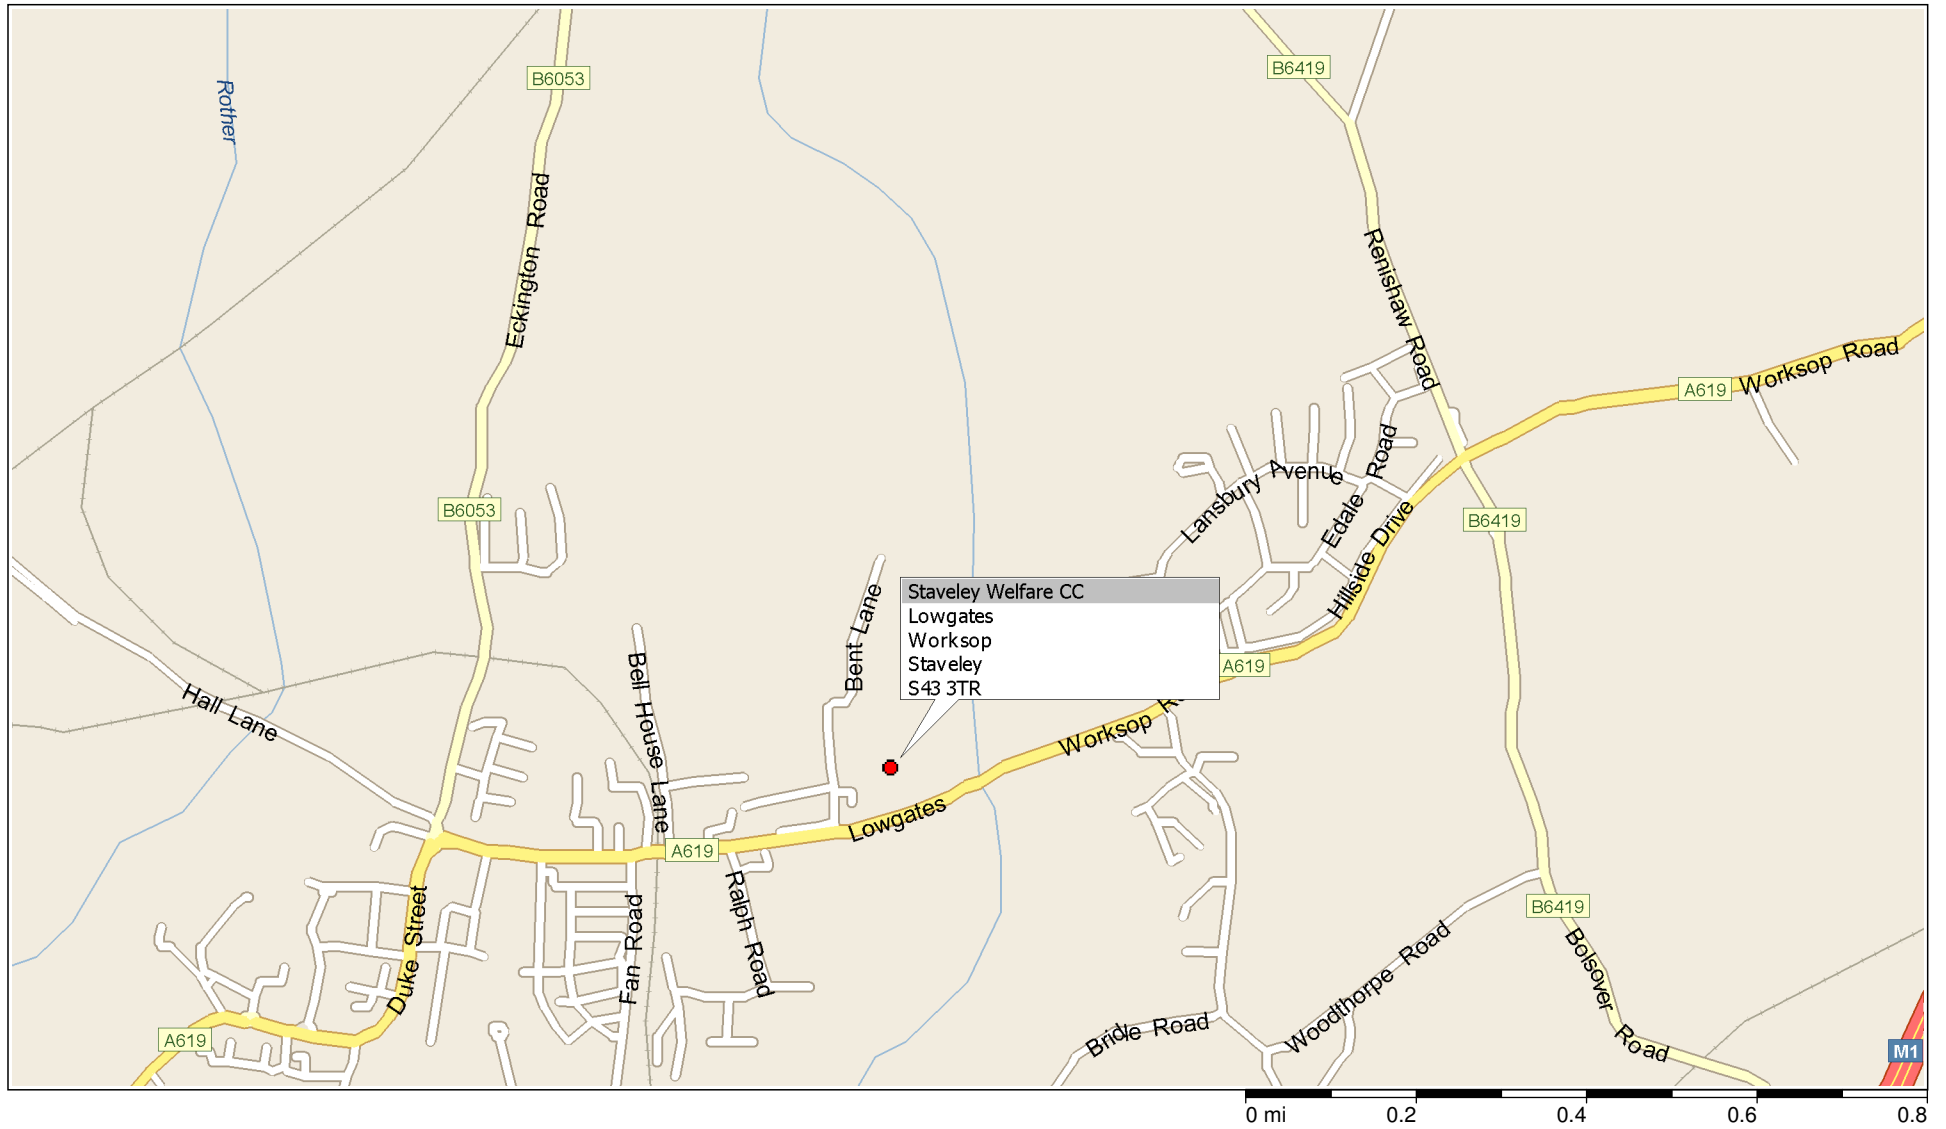 B6053
B6419
Rother
Eckington Road
Renishaw Road
Worksop Road
A619
Lansbury Avenue
Edale Road
B6053
B6419
Hillside Drive
Bent Lane
Staveley Welfare CC
Lowgates
Worksop
Staveley
S43 3TR
A619
Bell House Lane
Hall Lane
Worksop
Lowgates
A619
Ralph Road
Fan Road
Duke Street
B6419
Woodthorpe Road
Bolsover Road
Bridle Road
A619
M1
0 mi 0.2 0.4 0.6 0.8